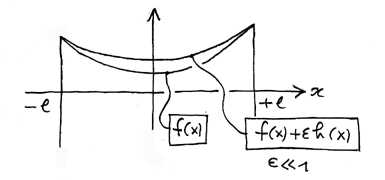 -e
+e
x
f(x)
f(x)+εh(x)
ε≪1